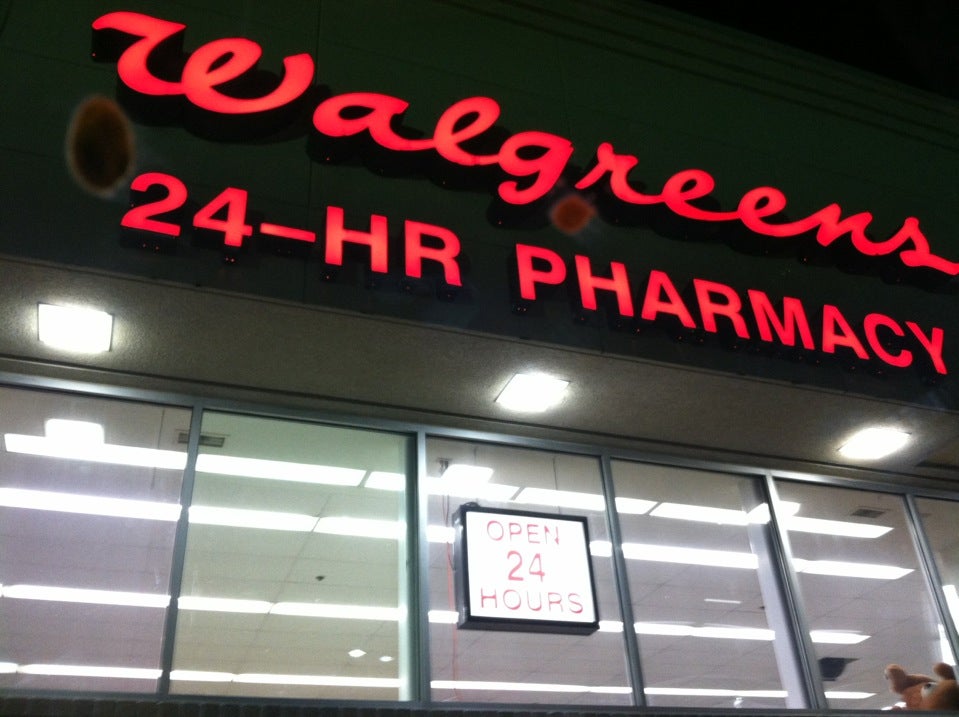 Walgreens
24-HR PHARMACY
OPEN
24
HOURS